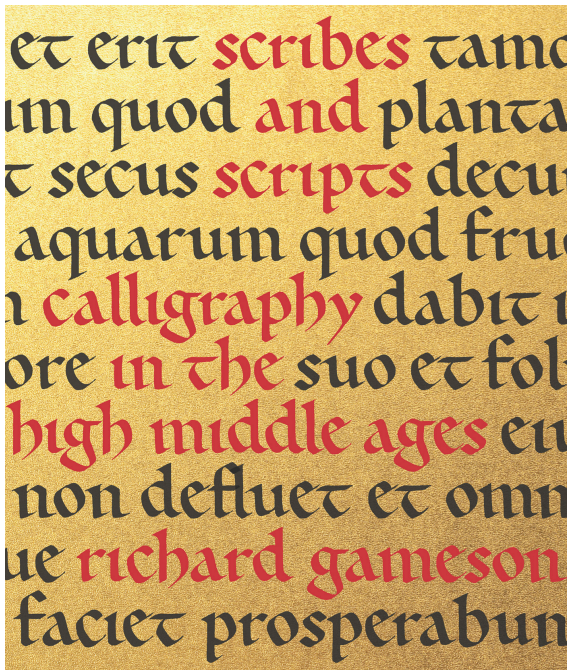 et erit scribes tamq
um quod and planta
t secus scripts decur
aquarum quod fruc
n calligraphy dabit
ore in the suo et fol
high middle ages
non defluet et omn
ue richard gameson
faciet prosperabun